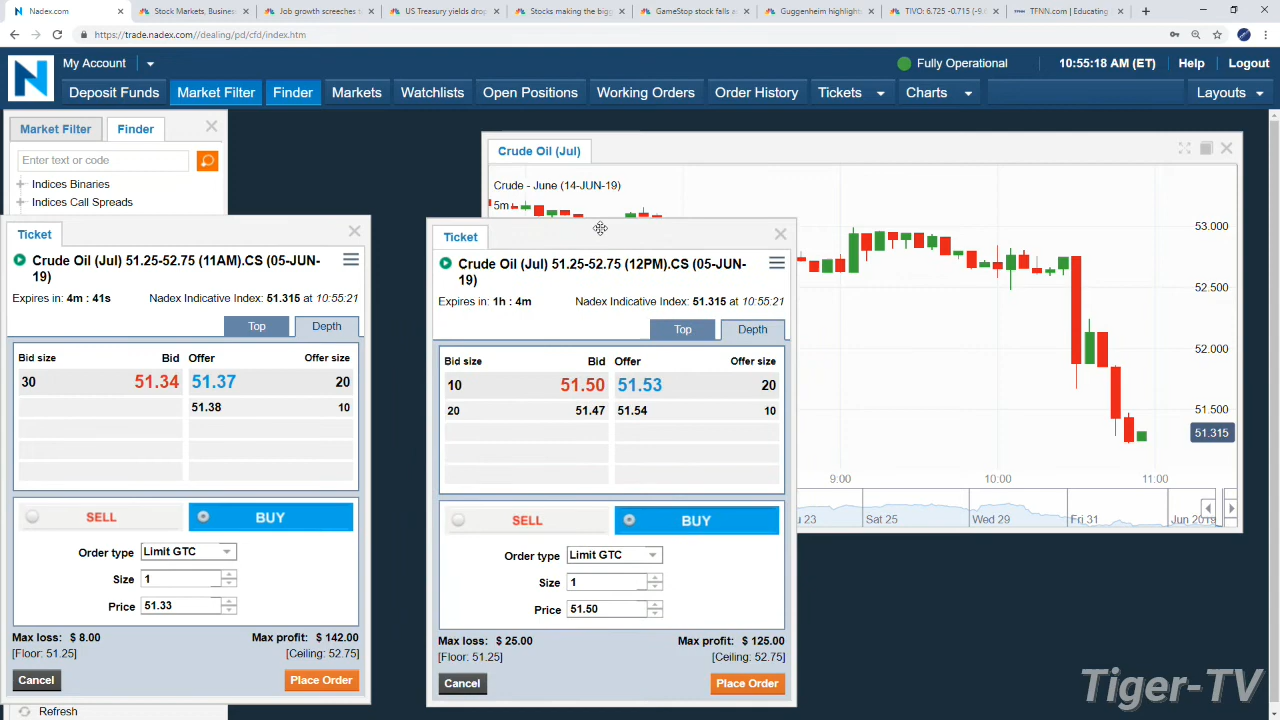 Nadex.com
Stock Markets, Busines
Job growth screeches t
US Treasury yields drop
Stocks making the bigg
GameStop stock falls a
Guggenheim highlight
TIVO: 6.725 -0.715 (-9.
TFNN.com | Educating
https://trade.nadex.com//dealing/pd/cfd/index.htm
My Account
Fully Operational
10:55:18 AM (ET)
Help
Logout
Deposit Funds
Market Filter
Finder
Markets
Watchlists
Open Positions
Working Orders
Order History
Tickets
Charts
Layouts
Market Filter
Finder
Enter text or code
Indices Binaries
Indices Call Spreads
Crude Oil (Jul)
Crude - June (14-JUN-19)
5m
53.000
52.500
52.000
51.500
51.315
9:00
10:00
11:00
23
Sat 25
Wed 29
Fri 31
Jun 2019
Ticket
Crude Oil (Jul) 51.25-52.75 (11AM).CS (05-JUN-
19)
Expires in: 4m : 41s
Nadex Indicative Index: 51.315 at 10:55:21
Top
Depth
Bid size
Bid
Offer
Offer size
30
51.34
51.37
20
51.38
10
SELL
BUY
Order type
Limit GTC
Size
1
Price
51.33
Max loss: $ 8.00
Max profit: $ 142.00
[Floor: 51.25]
[Ceiling: 52.75]
Cancel
Place Order
Refresh
Ticket
Crude Oil (Jul) 51.25-52.75 (12PM).CS (05-JUN-
19)
Expires in: 1h : 4m
Nadex Indicative Index: 51.315 at 10:55:21
Top
Depth
Bid size
Bid
Offer
Offer size
10
51.50
51.53
20
20
51.47
51.54
10
SELL
BUY
Order type
Limit GTC
Size
1
Price
51.50
Max loss: $ 25.00
Max profit: $ 125.00
[Floor: 51.25]
[Ceiling: 52.75]
Cancel
Place Order
Tiger-TV